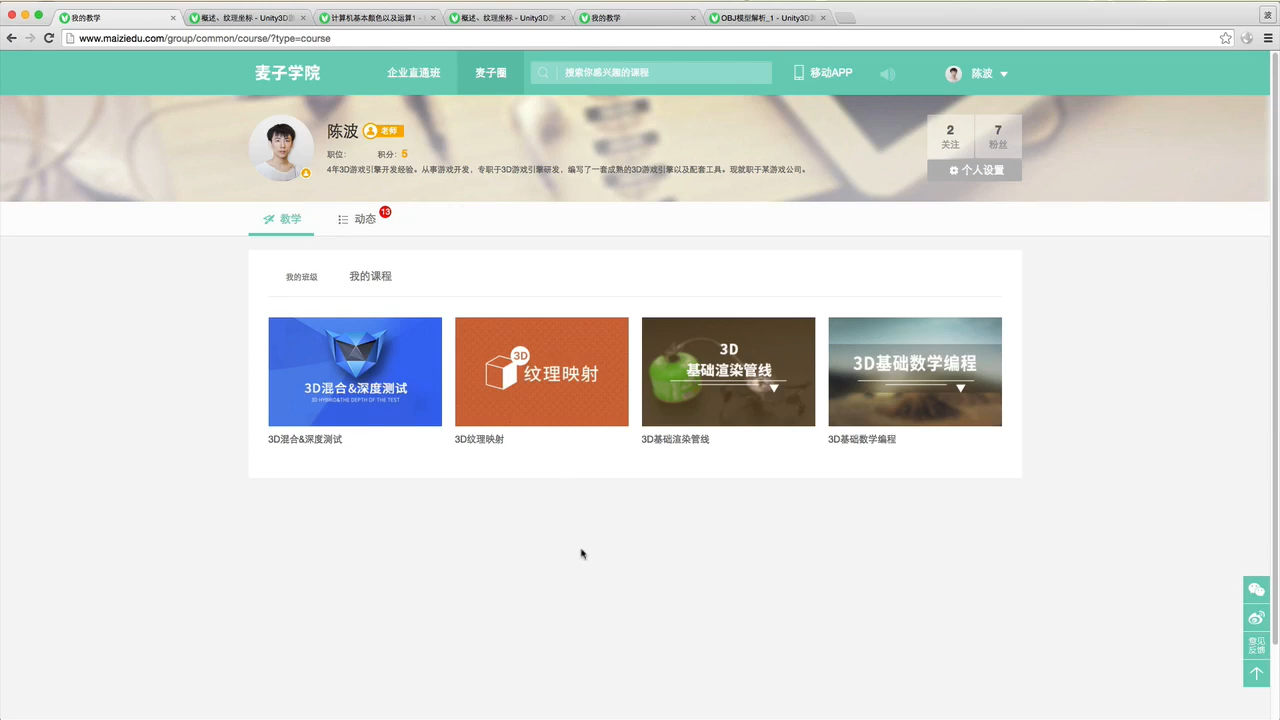 我的教学
概述、纹理坐标 - Unity3D
计算机基本颜色以及运算1 -
概述、纹理坐标 - Unity3D
我的教学
OBJ模型解析_1 - Unity3D
波
www.maiziedu.com/group/common/course/?type=course
麦子学院
企业直通班
麦子圈
搜索你感兴趣的课程
移动APP
陈波
陈波
老师
职位:
积分: 5
4年3D游戏引擎开发经验。从事游戏开发，专职于3D游戏引擎研发，编写了一套成熟的3D游戏引擎以及配套工具。现就职于某游戏公司。
2
关注
7
粉丝
个人设置
教学
动态
13
我的班级
我的课程
3D混合&深度测试
3D HYBRID&THE DEPTH OF THE TEST
3D
纹理映射
3D
基础渲染管线
3D基础数学编程
3D混合&深度测试
3D纹理映射
3D基础渲染管线
3D基础数学编程
意见
反馈